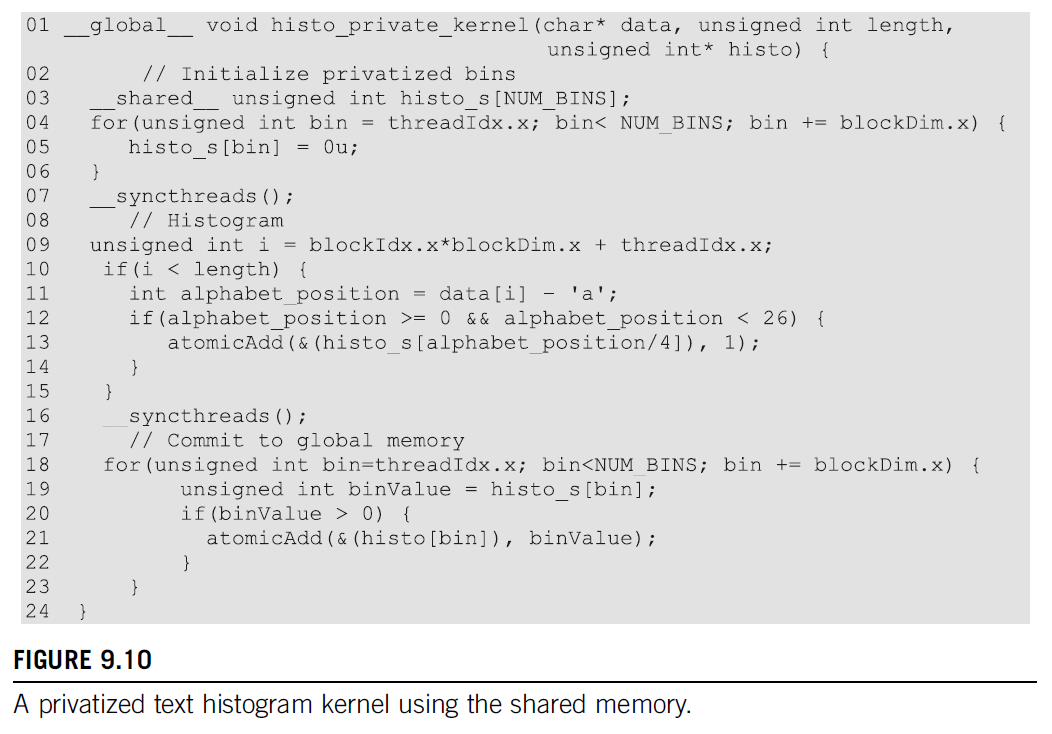 01 __global__ void histo_private_kernel(char* data, unsigned int length,
                                        unsigned int* histo) {
02       // Initialize privatized bins
03   __shared__ unsigned int histo_s[NUM_BINS];
04   for(unsigned int bin = threadIdx.x; bin< NUM_BINS; bin += blockDim.x) {
05      histo_s[bin] = 0u;
06   }
07   __syncthreads();
08      // Histogram
09   unsigned int i = blockIdx.x*blockDim.x + threadIdx.x;
10    if(i < length) {
11      int alphabet_position = data[i] - 'a';
12      if(alphabet_position >= 0 && alphabet_position < 26) {
13         atomicAdd(&(histo_s[alphabet_position/4]), 1);
14      }
15    }
16    __syncthreads();
17      // Commit to global memory
18    for(unsigned int bin=threadIdx.x; bin<NUM_BINS; bin += blockDim.x) {
19          unsigned int binValue = histo_s[bin];
20          if(binValue > 0) {
21            atomicAdd(&(histo[bin]), binValue);
22          }
23      }
24  }
FIGURE 9.10
A privatized text histogram kernel using the shared memory.